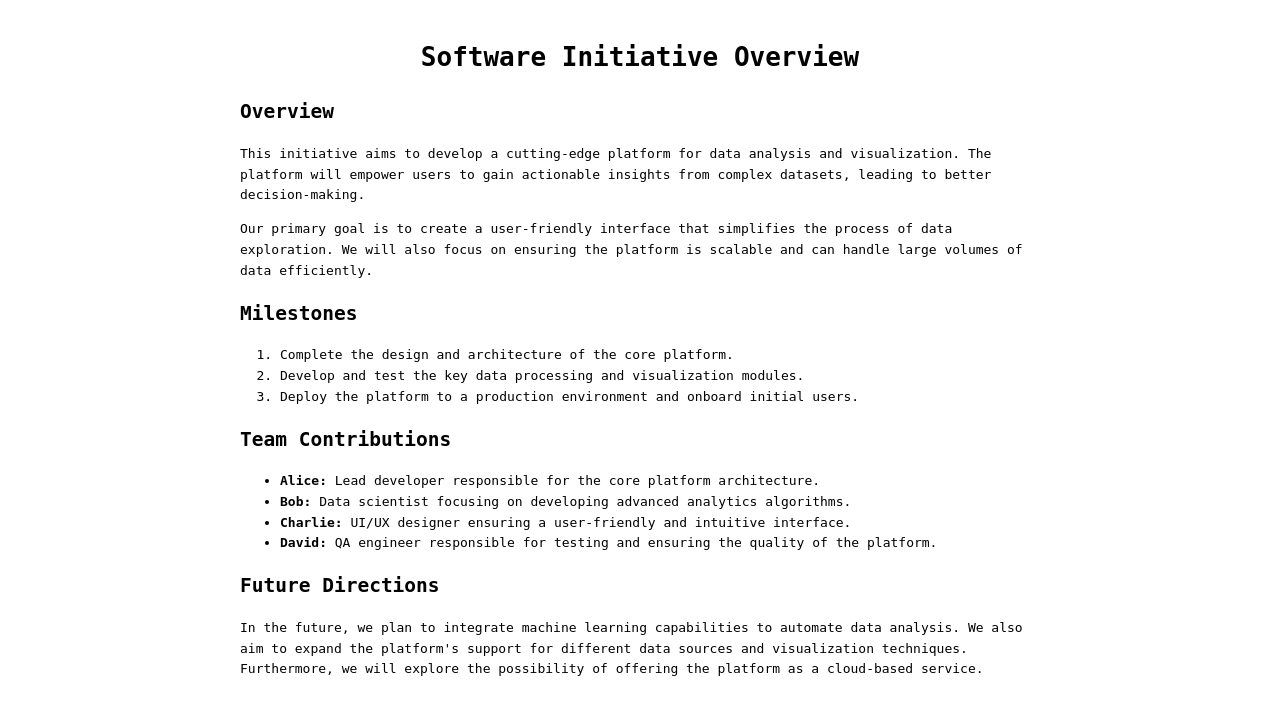 Software Initiative Overview
Overview
This initiative aims to develop a cutting-edge platform for data analysis and visualization. The
platform will empower users to gain actionable insights from complex datasets, leading to better
decision-making.
Our primary goal is to create a user-friendly interface that simplifies the process of data
exploration. We will also focus on ensuring the platform is scalable and can handle large volumes of
data efficiently.
Milestones
1. Complete the design and architecture of the core platform.
2. Develop and test the key data processing and visualization modules.
3. Deploy the platform to a production environment and onboard initial users.
Team Contributions
• Alice: Lead developer responsible for the core platform architecture.
• Bob: Data scientist focusing on developing advanced analytics algorithms.
• Charlie: UI/UX designer ensuring a user-friendly and intuitive interface.
• David: QA engineer responsible for testing and ensuring the quality of the platform.
Future Directions
In the future, we plan to integrate machine learning capabilities to automate data analysis. We also
aim to expand the platform's support for different data sources and visualization techniques.
Furthermore, we will explore the possibility of offering the platform as a cloud-based service.